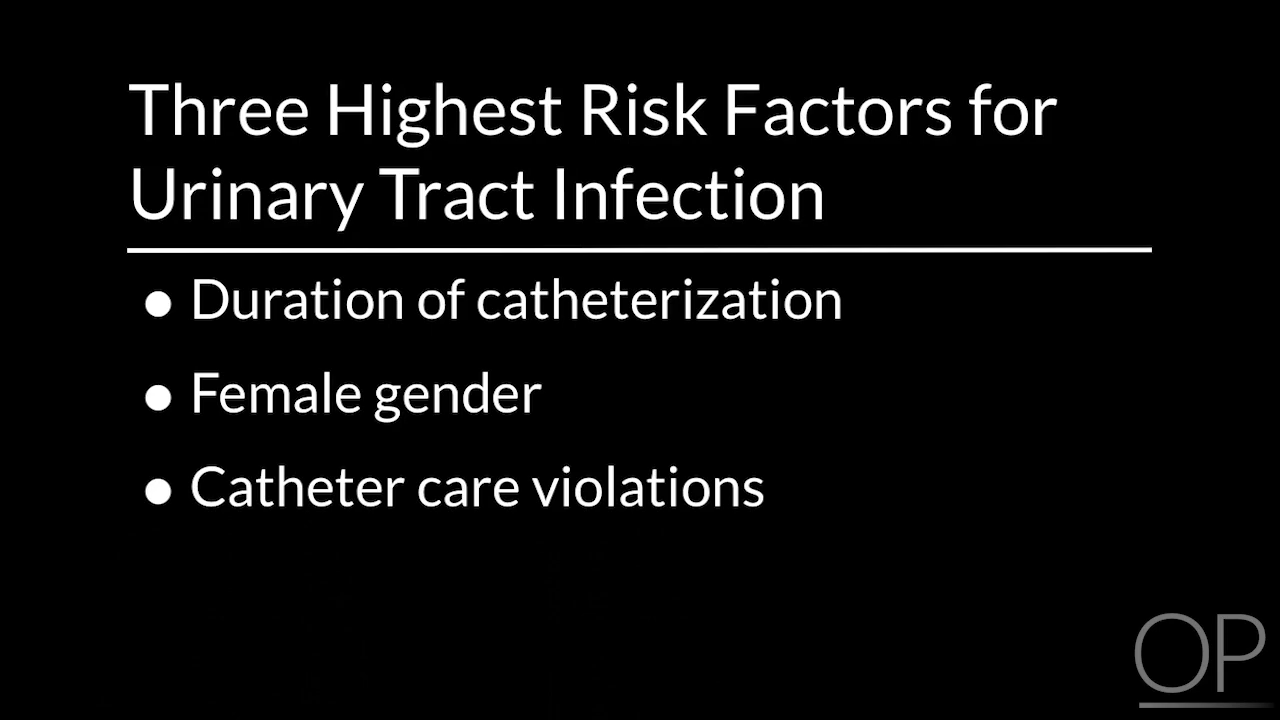 Three Highest Risk Factors for
Urinary Tract Infection
● Duration of catheterization
● Female gender
● Catheter care violations
OP